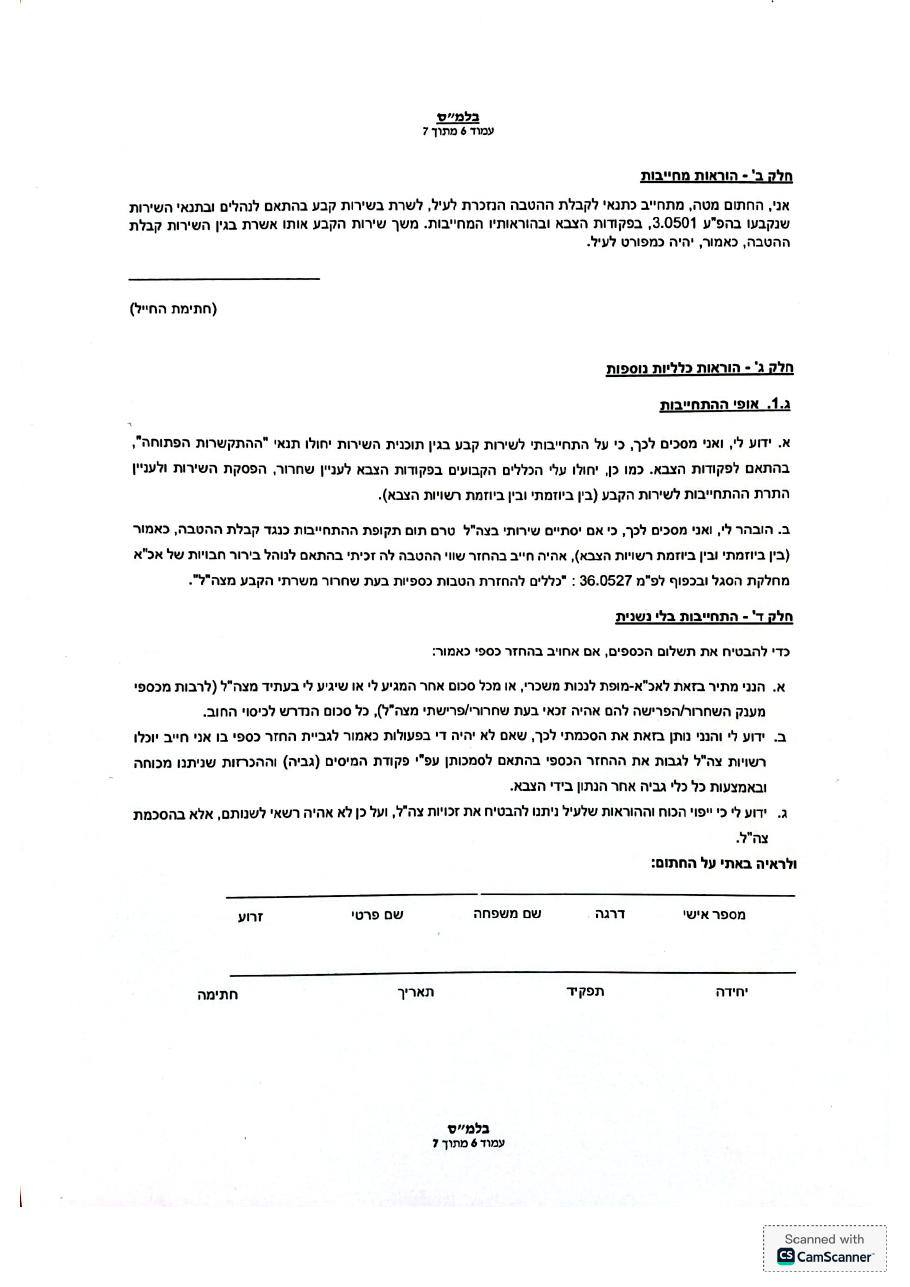 בלמ"ס
עמוד 6 מתוך 7
חלק ב' - הוראות מחייבות
אני, החתום מטה, מתחייב כתנאי לקבלת ההטבה הנזכרת לעיל, לשרת בשירות קבע בהתאם לנהלים ובתנאי השירות
שנקבעו בהפ"ע 3.0501, בפקודות הצבא ובהוראותיו המחייבות. משך שירות הקבע אותו אשרת בגין השירות קבלת
ההטבה, כאמור, יהיה כמפורט לעיל.
(חתימת החייל)
חלק ג' - הוראות כלליות נוספות
ג.1. אופי ההתחייבות
א. ידוע לי, ואני מסכים לכך, כי על התחייבותי לשירות קבע בגין תוכנית השירות יחולו תנאי "ההתקשרות הפתוחה",
בהתאם לפקודות הצבא. כמו כן, יחולו עלי הכללים הקבועים בפקודות הצבא לעניין שחרור, הפסקת השירות ולעניין
התרת ההתחייבות לשירות הקבע (בין ביוזמתי ובין ביוזמת רשויות הצבא).
ב. הובהר לי, ואני מסכים לכך, כי אם יסתיים שירותי בצה"ל טרם תום תקופת ההתחייבות כנגד קבלת ההטבה, כאמור
(בין ביוזמתי ובין ביוזמת רשויות הצבא), אהיה חייב בהחזר שווי ההטבה לה זכיתי בהתאם לנוהל בירור חבויות של אכ"א
מחלקת הסגל ובכפוף לפ"מ 36.0527 : "כללים להחזרת הטבות כספיות בעת שחרור משרתי הקבע מצה"ל".
חלק ד' - התחייבות בלי נשנית
כדי להבטיח את תשלום הכספים, אם אחויב בהחזר כספי כאמור:
א. הנני מתיר בזאת לאכ"א-מופת לנכות משכרי, או מכל סכום אחר המגיע לי או שיגיע לי בעתיד מצה"ל (לרבות מכספי
מענק השחרור/הפרישה להם אהיה זכאי בעת שחרורי/פרישתי מצה"ל), כל סכום הנדרש לכיסוי החוב.
ב. ידוע לי והנני נותן בזאת את הסכמתי לכך, שאם לא יהיה די בפעולות כאמור לגביית החזר כספי בו אני חייב יוכלו
רשויות צה"ל לגבות את ההחזר הכספי בהתאם לסמכותן עפ"י פקודת המיסים (גביה) וההכרזות שניתנו מכוחה
ובאמצעות כל כלי גביה אחר הנתון בידי הצבא.
ג. ידוע לי כי ייפוי הכוח וההוראות שלעיל ניתנו להבטיח את זכויות צה"ל, ועל כן לא אהיה רשאי לשנותם, אלא בהסכמת
צה"ל.
ולראיה באתי על החתום:
מספר אישי דרגה שם משפחה שם פרטי זרוע
יחידה תפקיד תאריך חתימה
בלמ"ס
עמוד 6 מתוך 7
Scanned with
CS CamScanner